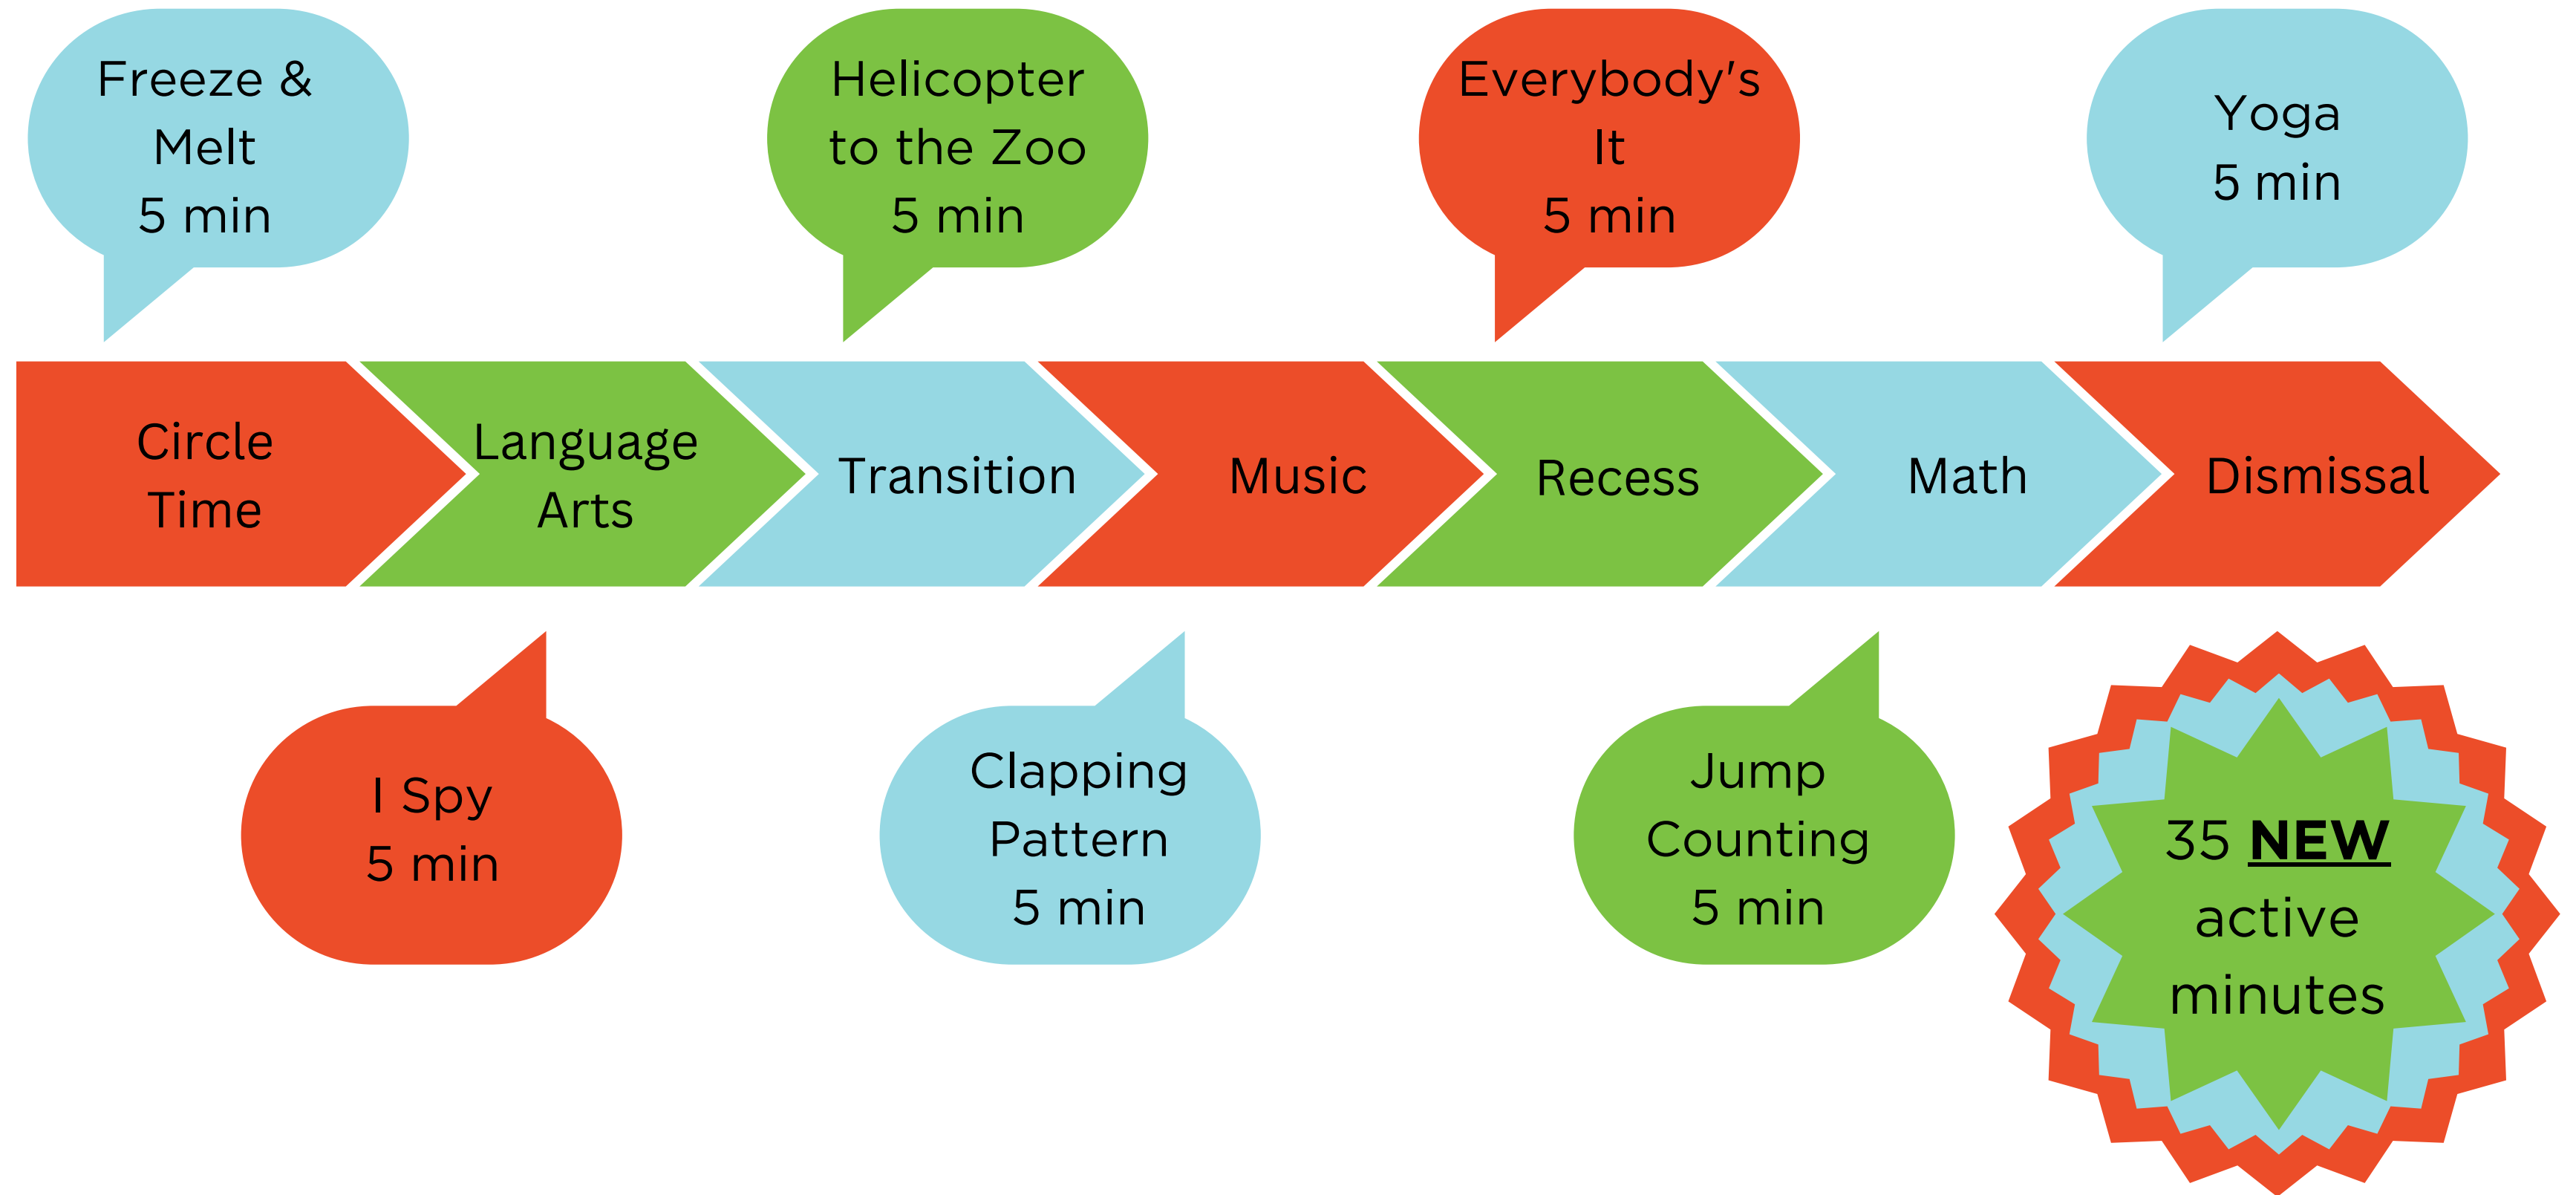 Freeze &
Melt
5 min
Helicopter
to the Zoo
5 min
Everybody's
It
5 min
Yoga
5 min
Circle
Time
Language
Arts
Transition
Music
Recess
Math
Dismissal
I Spy
5 min
Clapping
Pattern
5 min
Jump
Counting
5 min
35 NEW
active
minutes